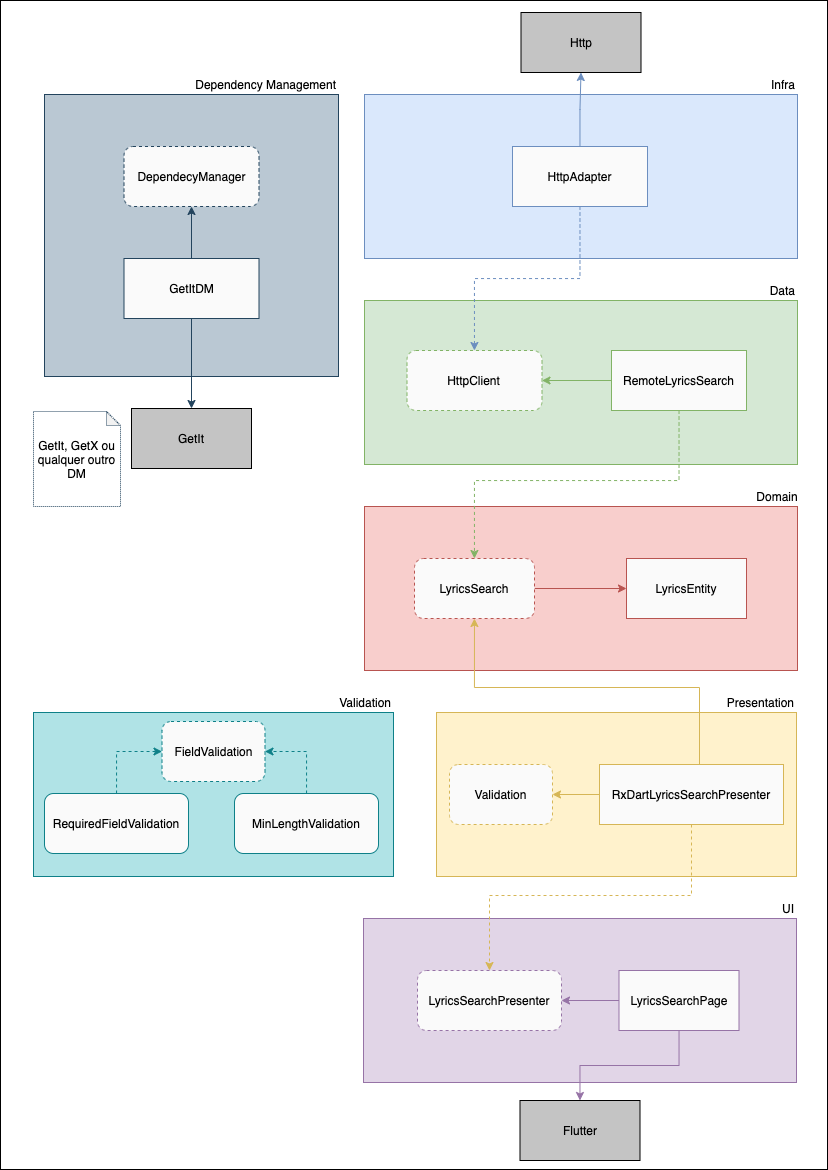 Http
Dependency Management
Infra
DependecyManager
HttpAdapter
GetItDM
Data
HttpClient
RemoteLyricsSearch
GetIt
GetIt, GetX ou
qualquer outro
DM
Domain
LyricsSearch
LyricsEntity
Validation
Presentation
FieldValidation
Validation
RxDartLyricsSearchPresenter
RequiredFieldValidation
MinLengthValidation
UI
LyricsSearchPresenter
LyricsSearchPage
Flutter